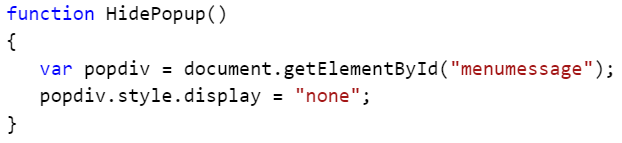 function HidePopup()
{
   var popdiv = document.getElementById("menumessage");
   popdiv.style.display = "none";
}